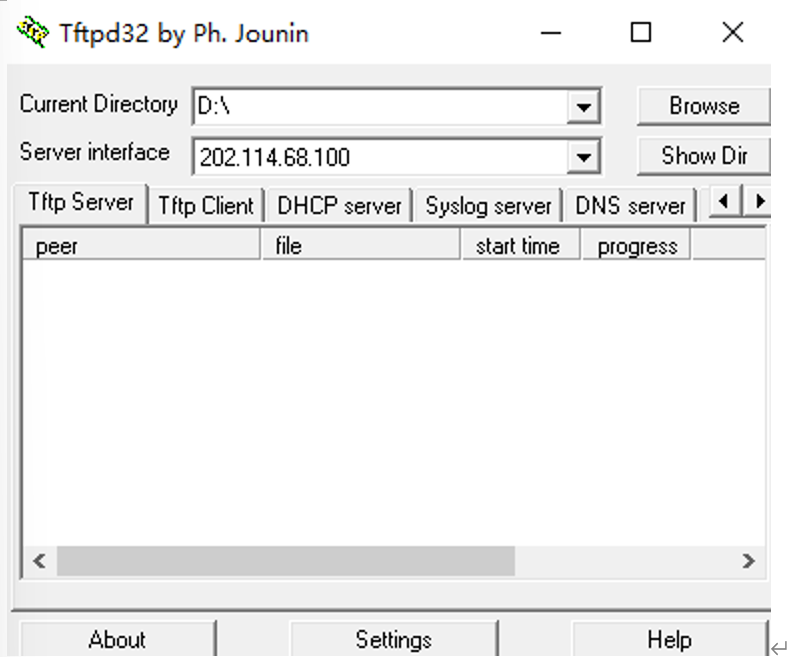 Tftpd32 by Ph. Jounin
Current Directory D:\ Browse
Server interface 202.114.68.100 Show Dir
Tftp Server Tftp Client DHCP server Syslog server DNS server
peer file start time progress
About Settings Help